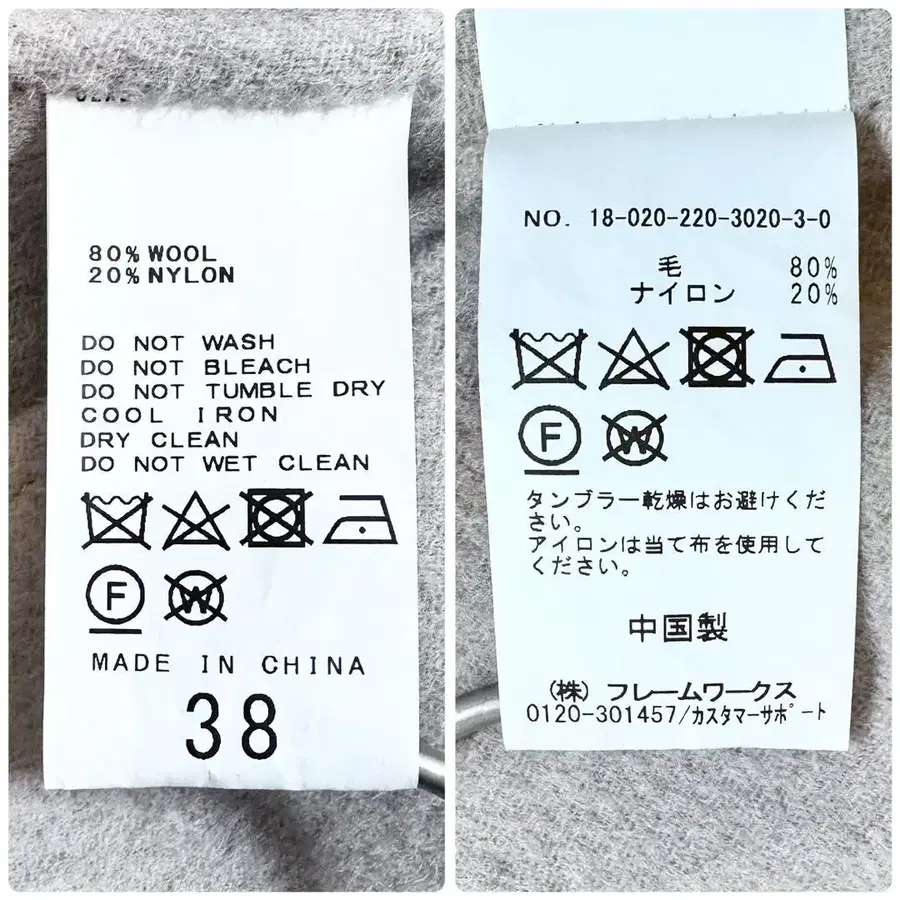 80% WOOL
20% NYLON
DO NOT WASH
DO NOT BLEACH
DO NOT TUMBLE DRY
COOL IRON
DRY CLEAN
DO NOT WET CLEAN
F W
MADE IN CHINA
38
NO. 18-020-220-3020-3-0
毛 80%
ナイロン 20%
F W
タンブラー乾燥はお避けくだ
さい。
アイロンは当て布を使用して
ください。
中国製
(株) フレームワークス
0120-301457/カスタマーサポート